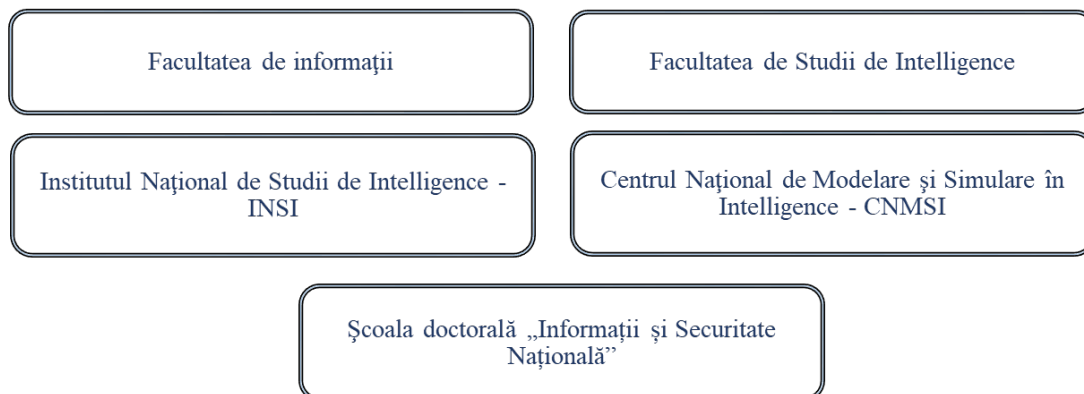 Facultatea de informaţii
Facultatea de Studii de Intelligence
Institutul Naţional de Studii de Intelligence -
INSI
Centrul Naţional de Modelare şi Simulare în
Intelligence - CNMSI
Şcoala doctorală „Informații și Securitate
Națională”